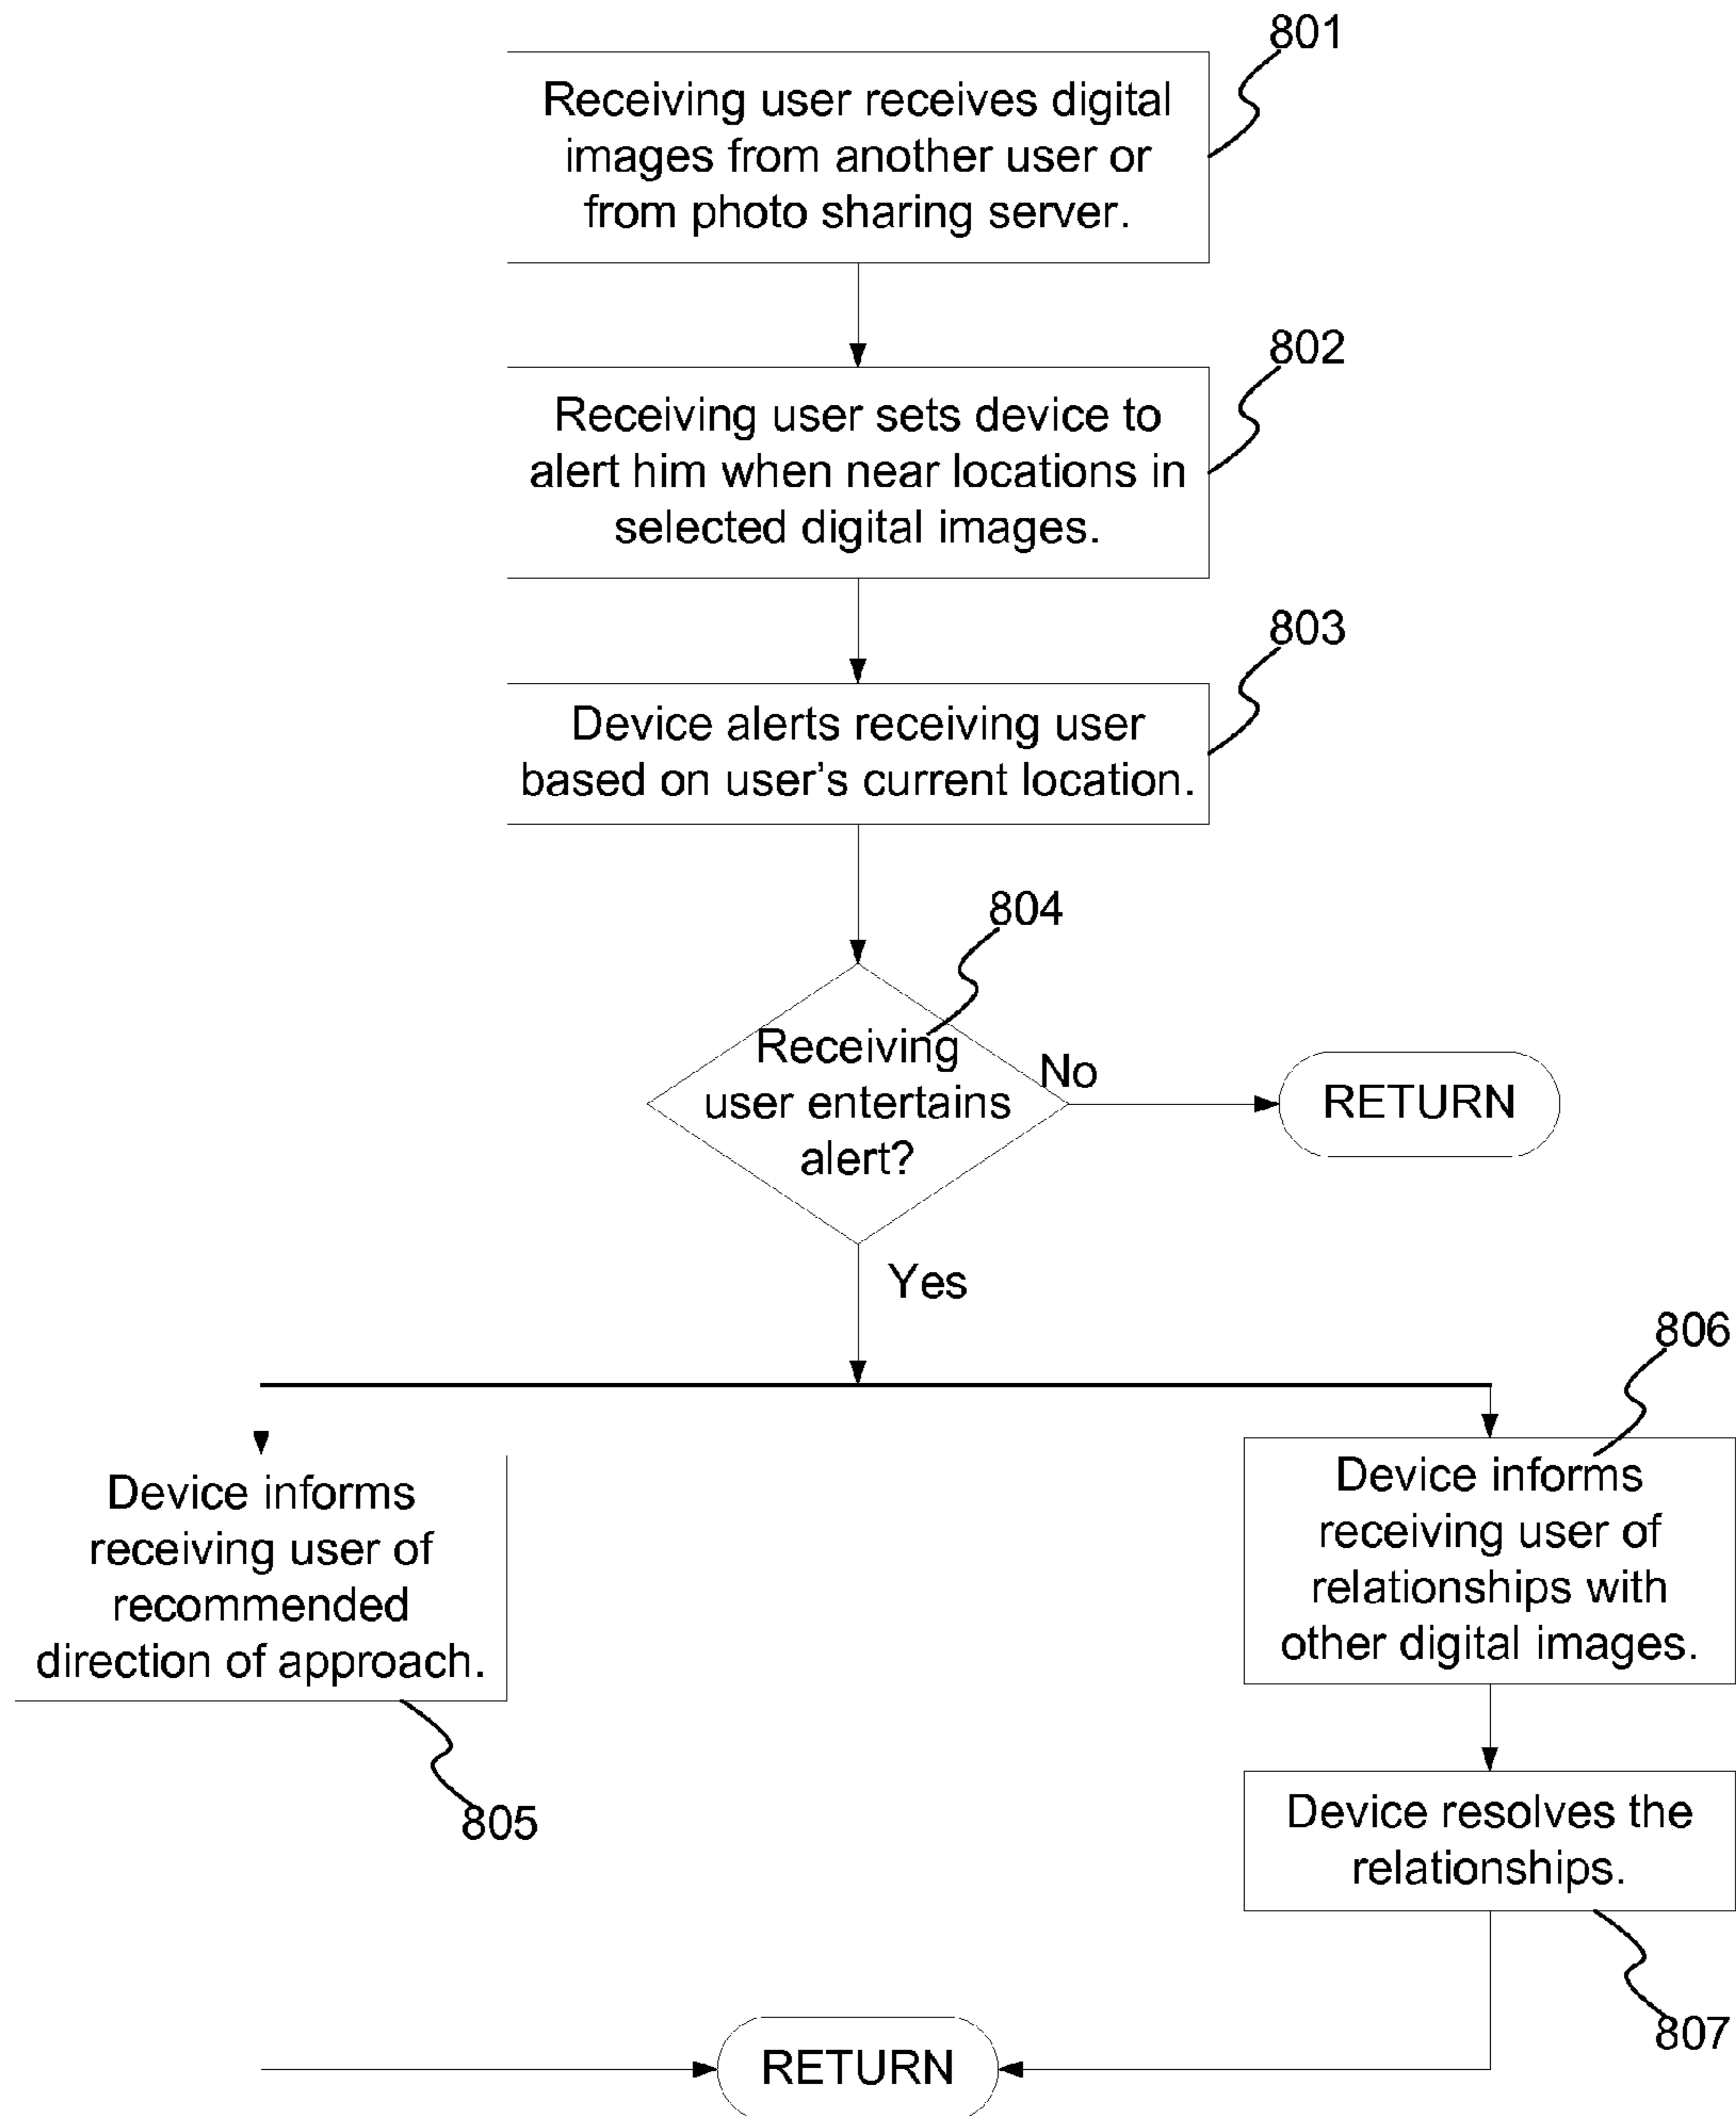 801
Receiving user receives digital
images from another user or
from photo sharing server.
802
Receiving user sets device to
alert him when near locations in
selected digital images.
803
Device alerts receiving user
based on user's current location.
804
Receiving
user entertains
alert?
No
RETURN
Yes
806
Device informs
receiving user of
recommended
direction of approach.
805
Device informs
receiving user of
relationships with
other digital images.
Device resolves the
relationships.
807
RETURN